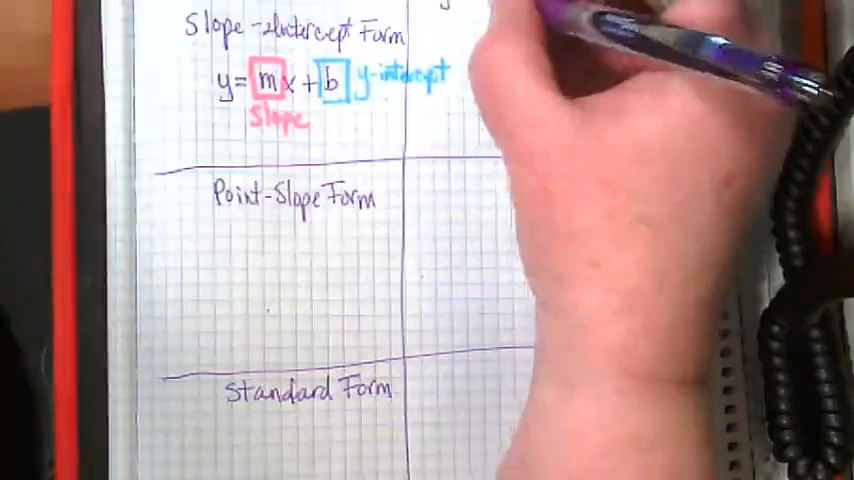 Slope-Intercept Form
y=mx+b y-intercept
Slope
Point-Slope Form
Standard Form